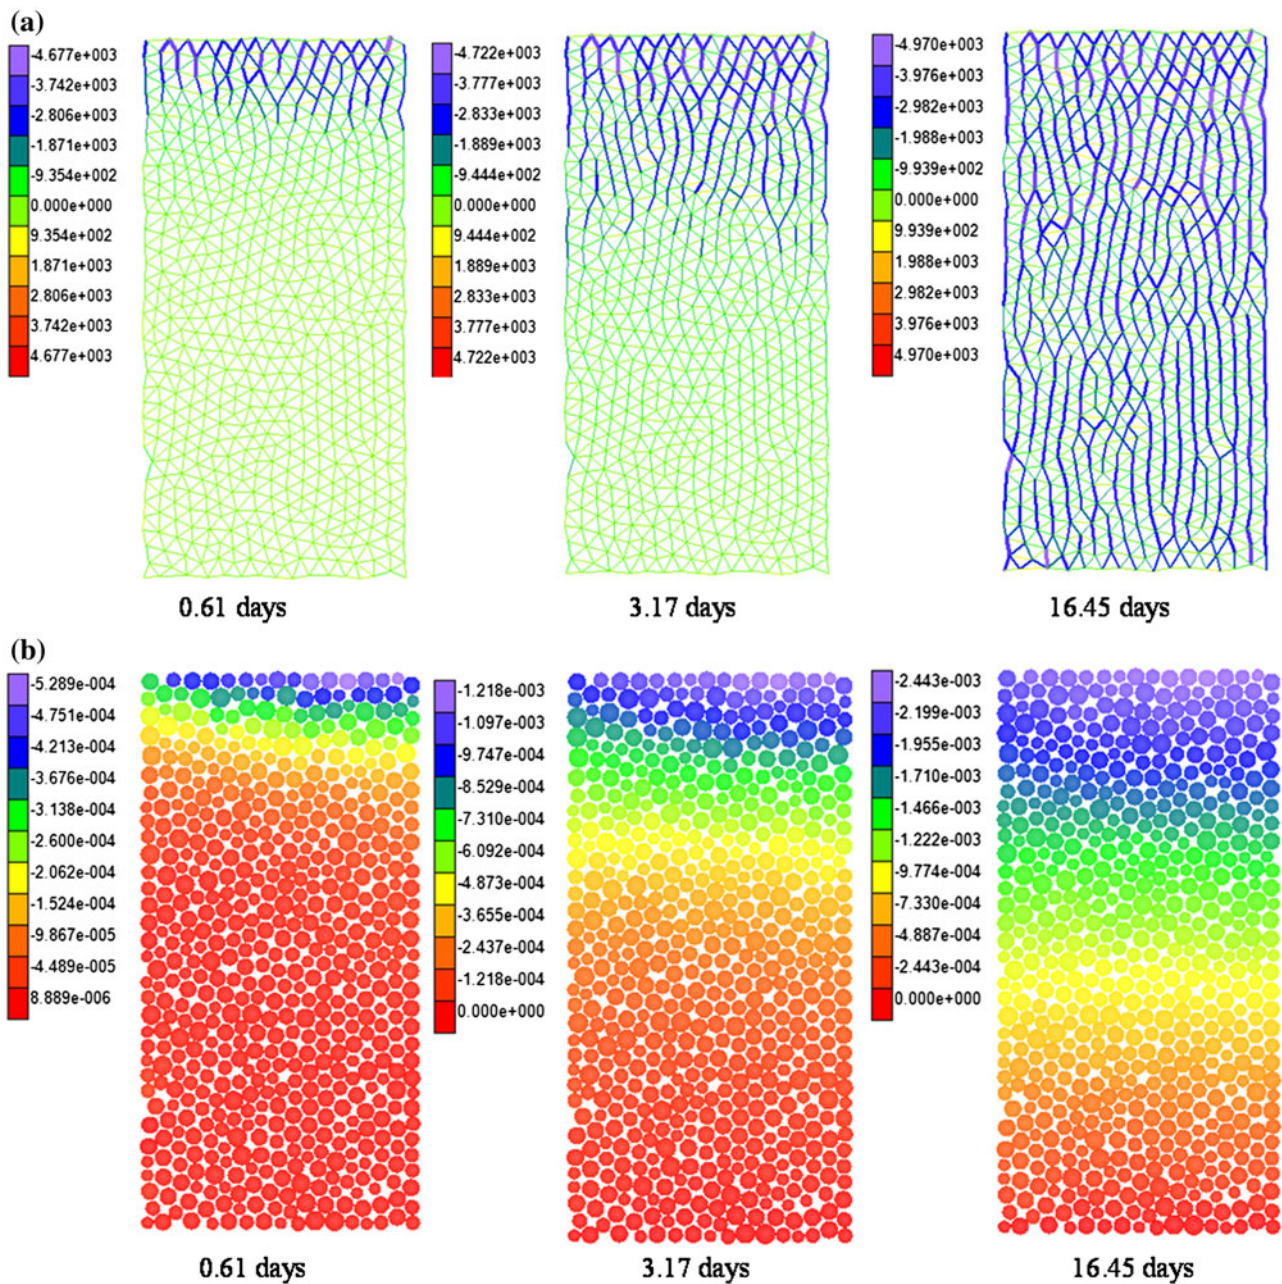 (a)
-4.677e+003
-3.742e+003
-2.806e+003
-1.871e+003
-9.354e+002
0.000e+000
9.354e+002
1.871e+003
2.806e+003
3.742e+003
4.677e+003
0.61 days
-4.722e+003
-3.777e+003
-2.833e+003
-1.889e+003
-9.444e+002
0.000e+000
9.444e+002
1.889e+003
2.833e+003
3.777e+003
4.722e+003
3.17 days
-4.970e+003
-3.976e+003
-2.982e+003
-1.988e+003
-9.939e+002
0.000e+000
9.939e+002
1.988e+003
2.982e+003
3.976e+003
4.970e+003
16.45 days
(b)
-5.289e-004
-4.751e-004
-4.213e-004
-3.676e-004
-3.138e-004
-2.600e-004
-2.062e-004
-1.524e-004
-9.867e-005
-4.489e-005
8.889e-006
0.61 days
-1.218e-003
-1.097e-003
-9.747e-004
-8.529e-004
-7.310e-004
-6.092e-004
-4.873e-004
-3.655e-004
-2.437e-004
-1.218e-004
0.000e+000
3.17 days
-2.443e-003
-2.199e-003
-1.955e-003
-1.710e-003
-1.466e-003
-1.222e-003
-9.774e-004
-7.330e-004
-4.887e-004
-2.443e-004
0.000e+000
16.45 days